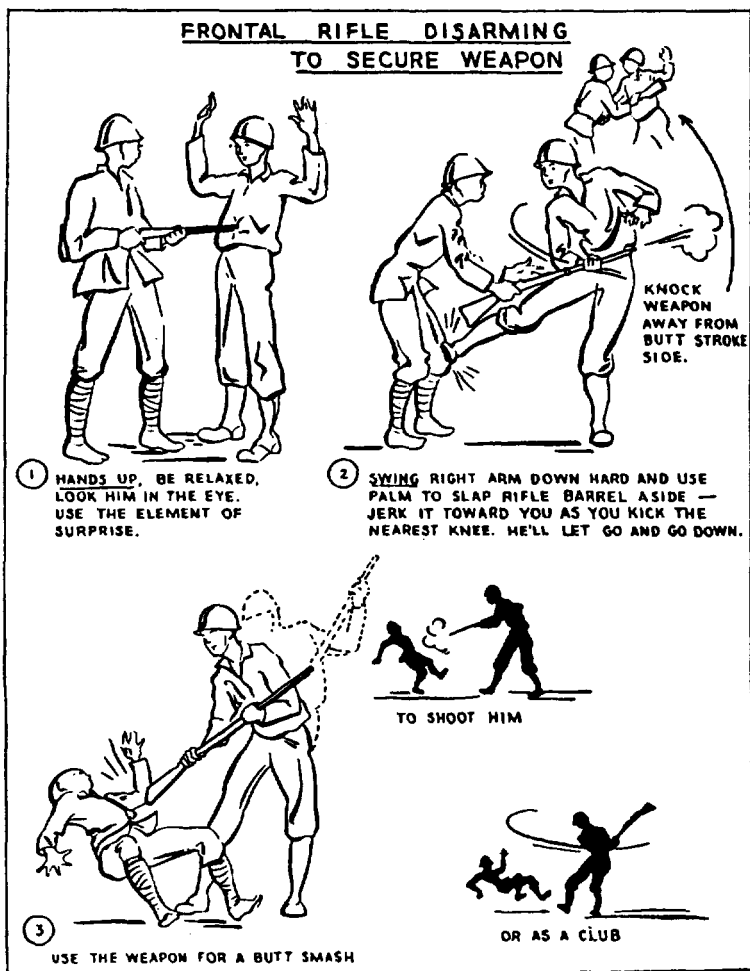 FRONTAL RIFLE DISARMING
TO SECURE WEAPON
KNOCK
WEAPON
AWAY FROM
BUTT STROKE
SIDE.
1 HANDS UP, BE RELAXED,
LOOK HIM IN THE EYE.
USE THE ELEMENT OF
SURPRISE.
2 SWING RIGHT ARM DOWN HARD AND USE
PALM TO SLAP RIFLE BARREL ASIDE —
JERK IT TOWARD YOU AS YOU KICK THE
NEAREST KNEE. HE'LL LET GO AND GO DOWN.
TO SHOOT HIM
OR AS A CLUB
3
USE THE WEAPON FOR A BUTT SMASH